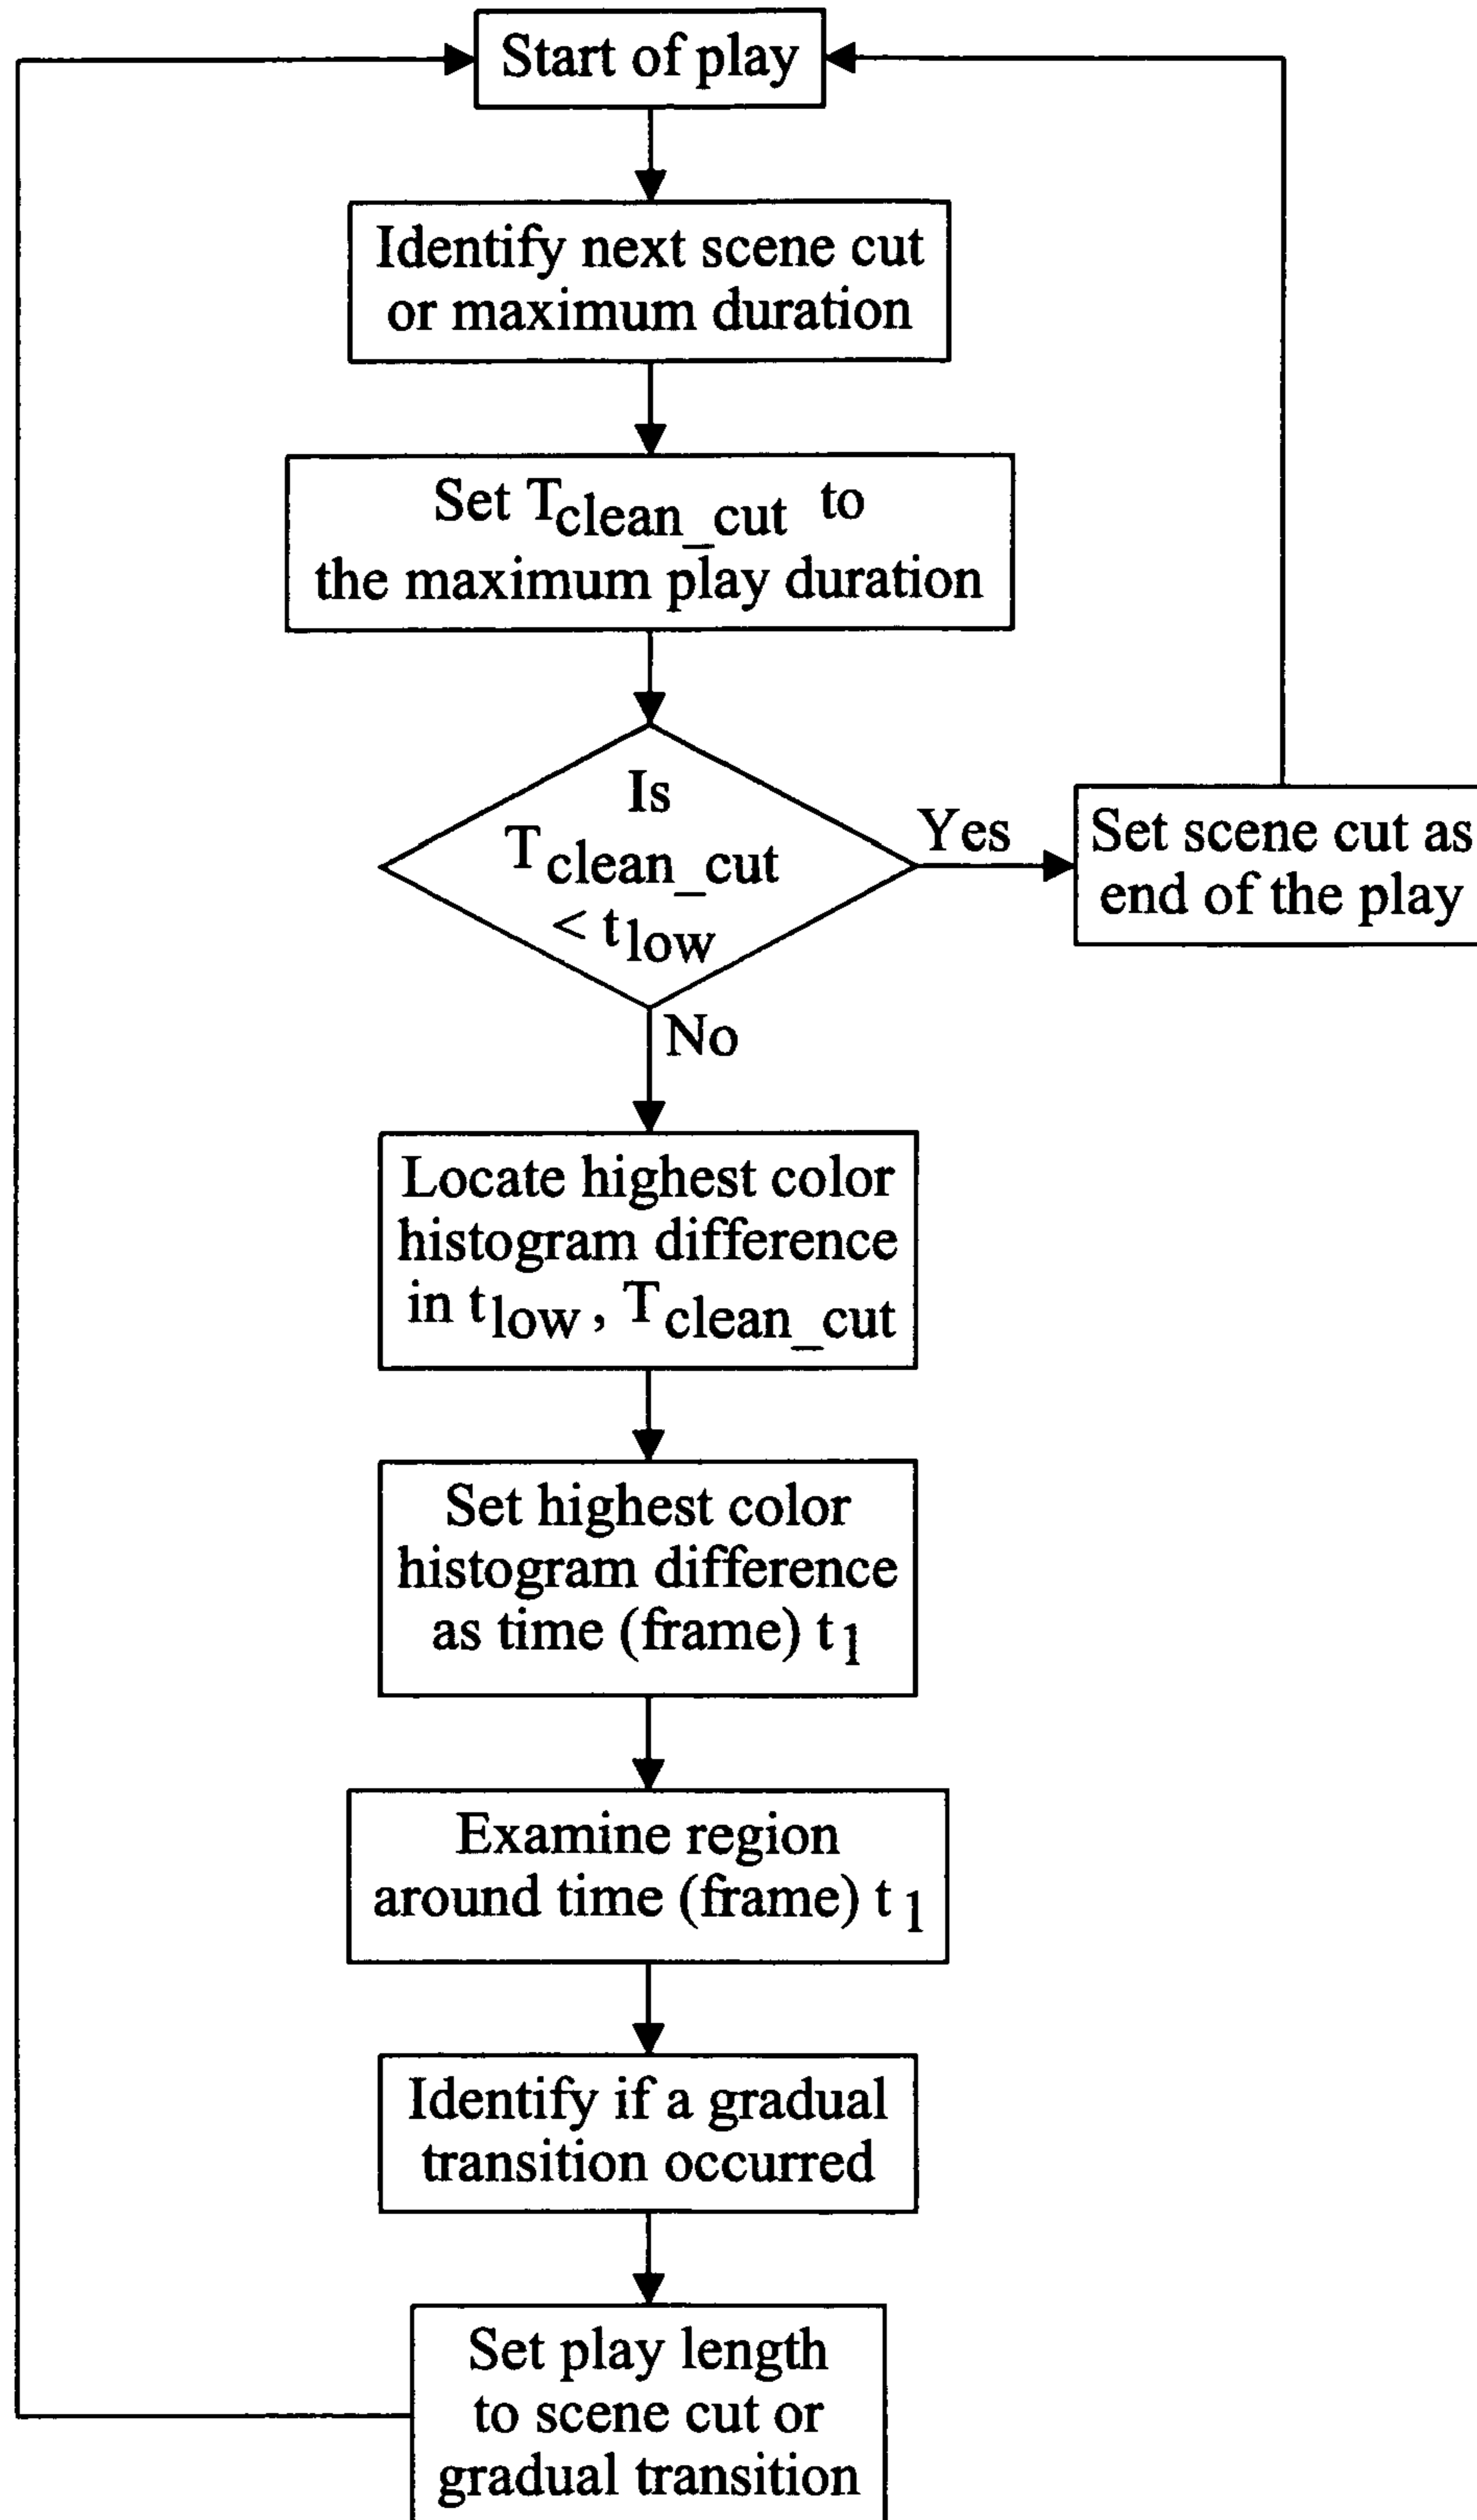 Start of play
Identify next scene cut
or maximum duration
Set Tclean_cut to
the maximum play duration
Is
Tclean_cut
< tlow
Yes
Set scene cut as
end of the play
No
Locate highest color
histogram difference
in tlow, Tclean_cut
Set highest color
histogram difference
as time (frame) t1
Examine region
around time (frame) t1
Identify if a gradual
transition occurred
Set play length
to scene cut or
gradual transition